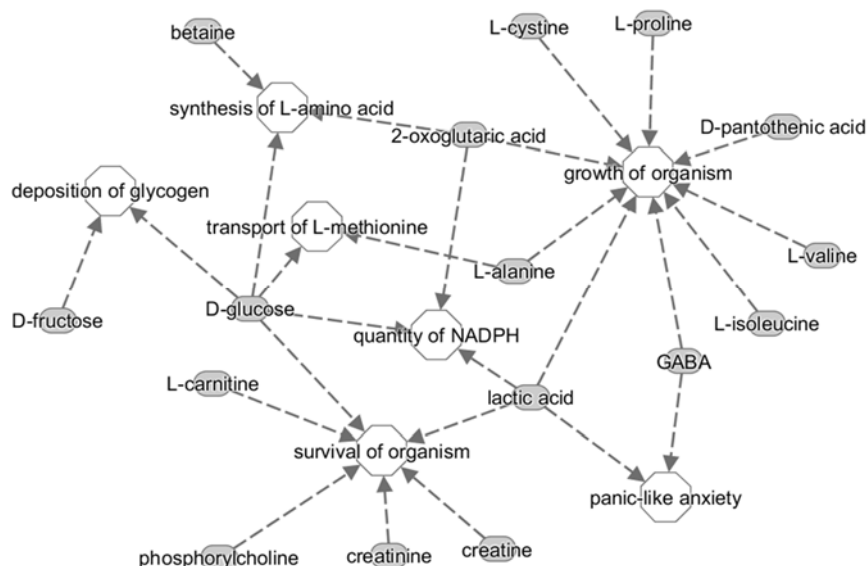 betaine
L-cystine
L-proline
synthesis of L-amino acid
2-oxoglutaric acid
D-pantothenic acid
growth of organism
deposition of glycogen
transport of L-methionine
L-alanine
L-valine
D-fructose
D-glucose
quantity of NADPH
L-isoleucine
GABA
L-carnitine
lactic acid
survival of organism
panic-like anxiety
phosphorylcholine
creatinine
creatine